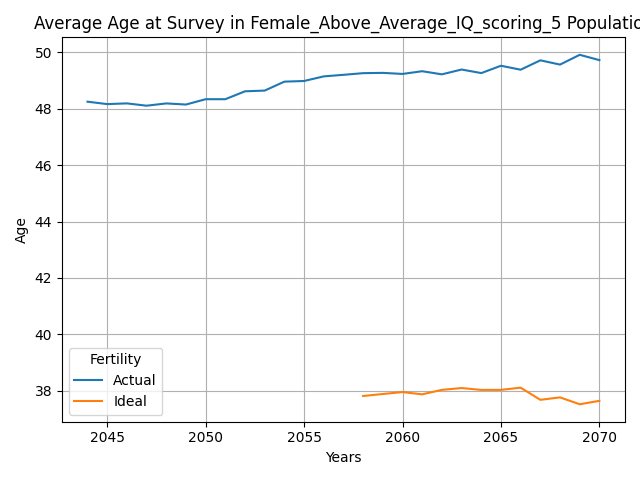 Average Age at Survey in Female_Above_Average_IQ_scoring_5 Populatio
50
48
46
44
42
40
38
Age
Fertility
Actual
Ideal
2045 2050 2055 2060 2065 2070
Years